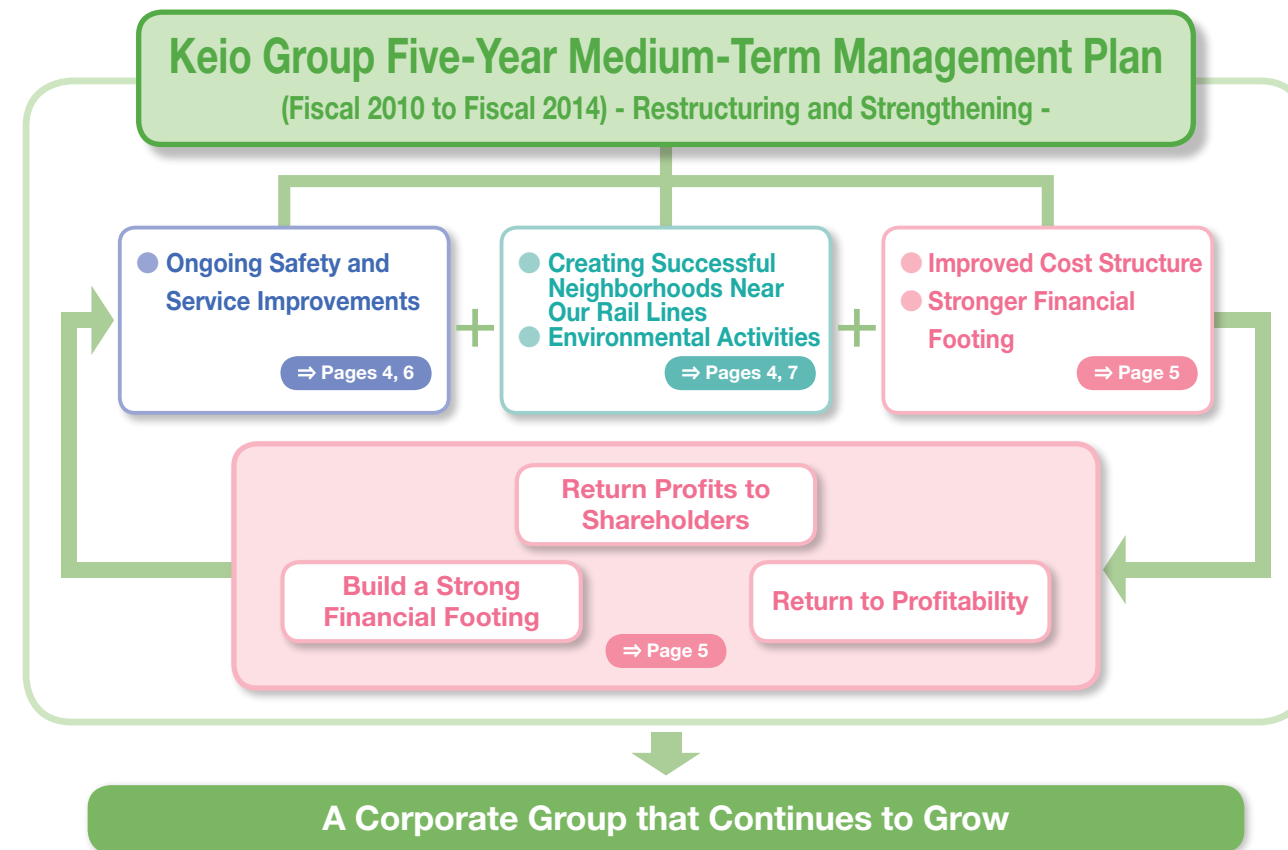 Keio Group Five-Year Medium-Term Management Plan
(Fiscal 2010 to Fiscal 2014) - Restructuring and Strengthening -
● Ongoing Safety and
Service Improvements
⇒ Pages 4, 6
+
● Creating Successful
Neighborhoods Near
Our Rail Lines
● Environmental Activities
⇒ Pages 4, 7
+
● Improved Cost Structure
● Stronger Financial
Footing
⇒ Page 5
Return Profits to
Shareholders
Build a Strong
Financial Footing
Return to Profitability
⇒ Page 5
A Corporate Group that Continues to Grow